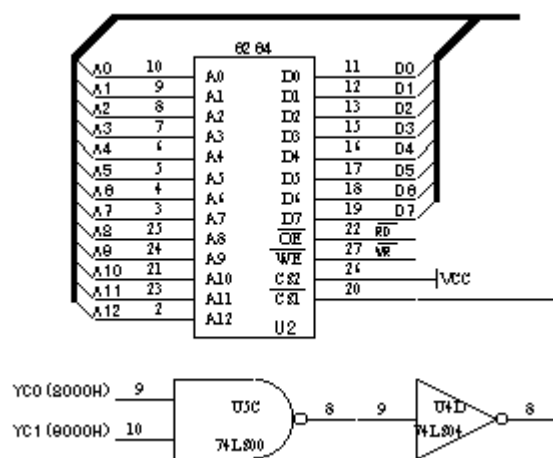 6264
A0 10 A0 D0 11 D0
A1 9 A1 D1 12 D1
A2 8 A2 D2 13 D2
A3 7 A3 D3 15 D3
A4 6 A4 D4 16 D4
A5 5 A5 D5 17 D5
A6 4 A6 D6 18 D6
A7 3 A7 D7 19 D7
A8 25 A8 OE 22 RD
A9 24 A9 WE 27 WR
A10 21 A10 CS2 26 VCC
A11 23 A11 CS1 20
A12 2 A12
U2
YC0(8000H) 9
YC1(9000H) 10
U5C 8 9 U4D 8
74LS00 74LS04